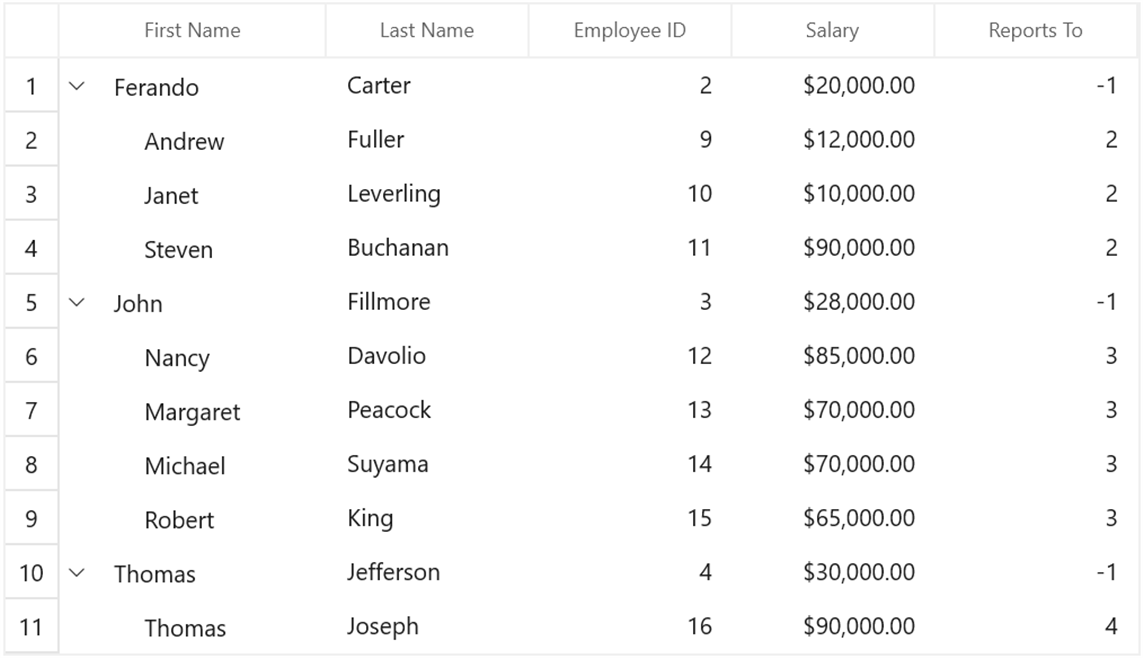 First Name Last Name Employee ID Salary Reports To
1 Ferando Carter 2 $20,000.00 -1
2 Andrew Fuller 9 $12,000.00 2
3 Janet Leverling 10 $10,000.00 2
4 Steven Buchanan 11 $90,000.00 2
5 John Fillmore 3 $28,000.00 -1
6 Nancy Davolio 12 $85,000.00 3
7 Margaret Peacock 13 $70,000.00 3
8 Michael Suyama 14 $70,000.00 3
9 Robert King 15 $65,000.00 3
10 Thomas Jefferson 4 $30,000.00 -1
11 Thomas Joseph 16 $90,000.00 4